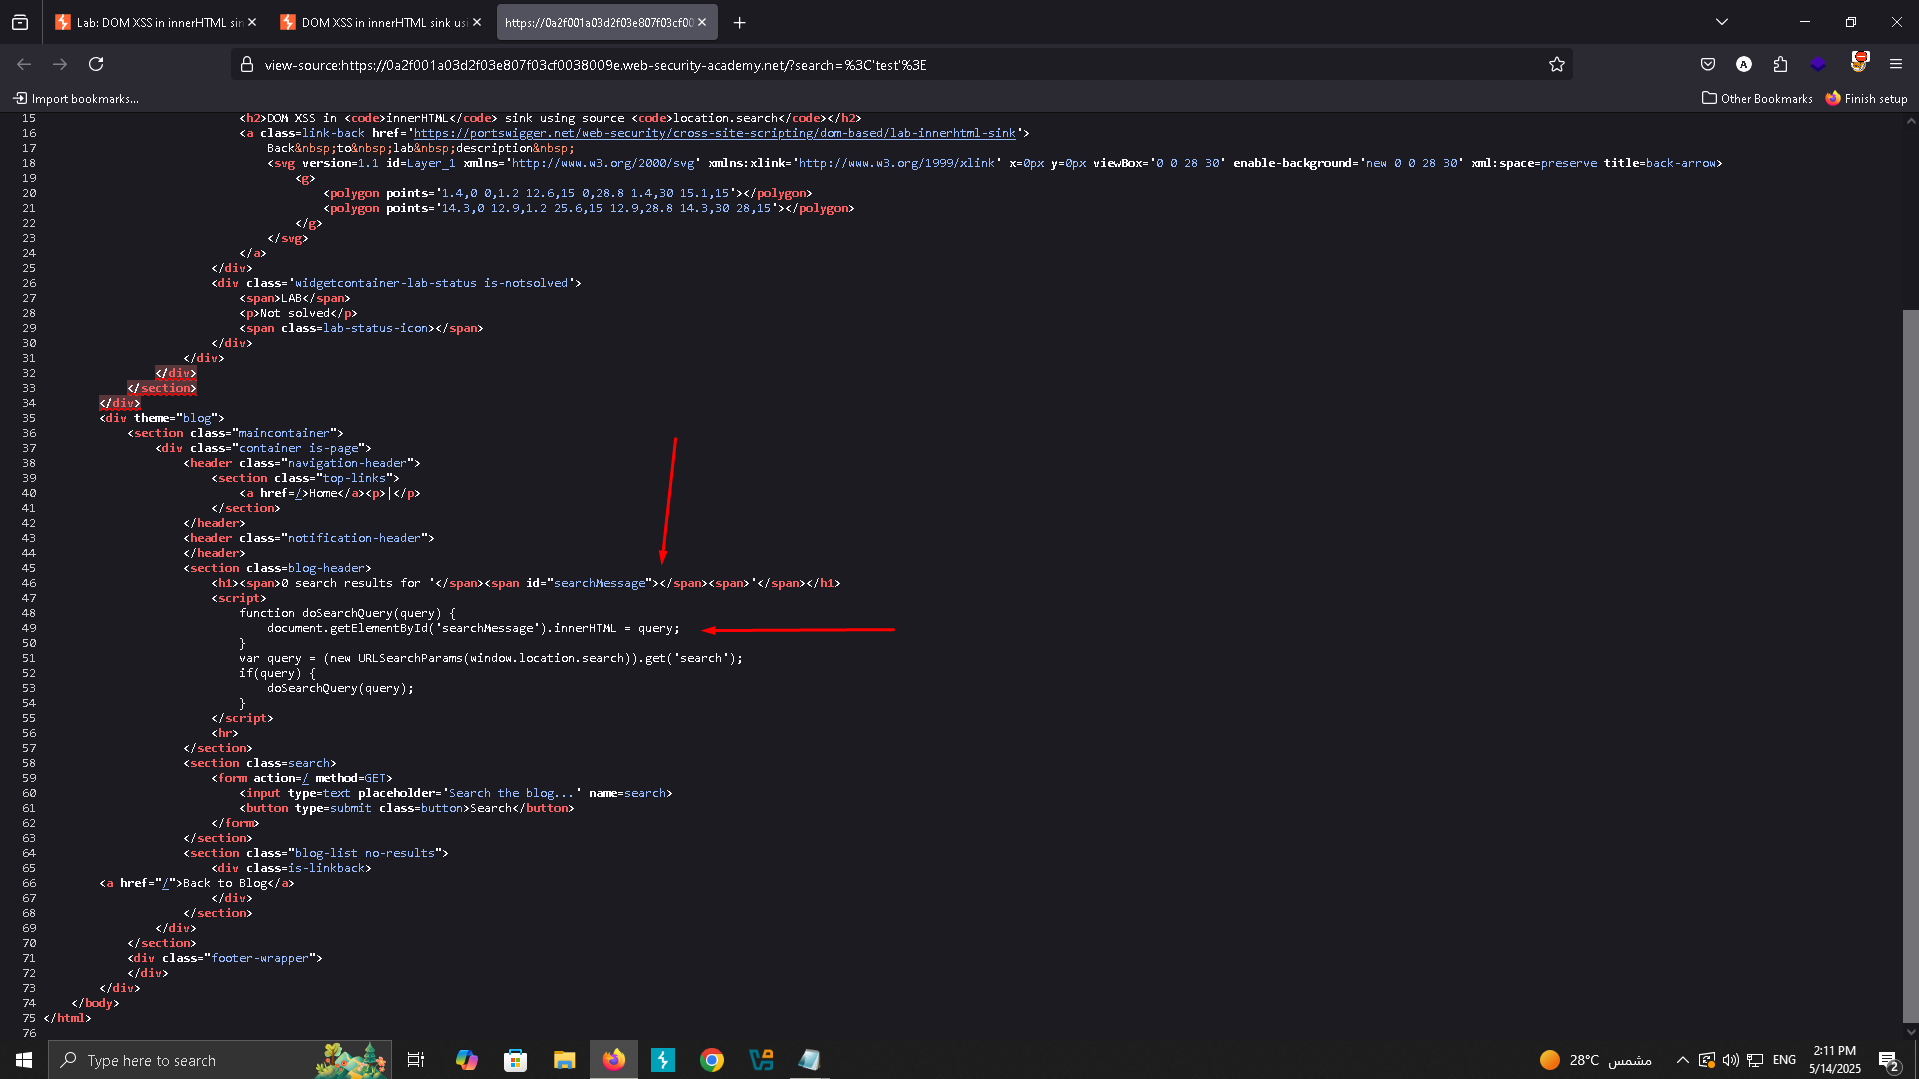 Lab: DOM XSS in innerHTML sin
DOM XSS in innerHTML sink usi
https://0a2f001a03d2f03e807f03cf00
view-source:https://0a2f001a03d2f03e807f03cf0038009e.web-security-academy.net/?search=%3C'test'%3E
Import bookmarks...
Other Bookmarks
Finish setup
15 <h2>DOM XSS in <code>innerHTML</code> sink using source <code>location.search</code></h2>
16 <a class=link-back href='https://portswigger.net/web-security/cross-site-scripting/dom-based/lab-innerhtml-sink'>
17 Back&nbsp;to&nbsp;lab&nbsp;description&nbsp;
18 <svg version=1.1 id=Layer_1 xmlns='http://www.w3.org/2000/svg' xmlns:xlink='http://www.w3.org/1999/xlink' x=0px y=0px viewBox='0 0 28 30' enable-background='new 0 0 28 30' xml:space=preserve title=back-arrow>
19 <g>
20 <polygon points='1.4,0 0,1.2 12.6,15 0,28.8 1.4,30 15.1,15'></polygon>
21 <polygon points='14.3,0 12.9,1.2 25.6,15 12.9,28.8 14.3,30 28,15'></polygon>
22 </g>
23 </svg>
24 </a>
25 </div>
26 <div class='widgetcontainer-lab-status is-notsolved'>
27 <span>LAB</span>
28 <p>Not solved</p>
29 <span class=lab-status-icon></span>
30 </div>
31 </div>
32 </div>
33 </section>
34 </div>
35 <div theme="blog">
36 <section class="maincontainer">
37 <div class="container is-page">
38 <header class="navigation-header">
39 <section class="top-links">
40 <a href=/>Home</a><p>|</p>
41 </section>
42 </header>
43 <header class="notification-header">
44 </header>
45 <section class=blog-header>
46 <h1><span>0 search results for '</span><span id="searchMessage"></span><span>'</span></h1>
47 <script>
48 function doSearchQuery(query) {
49 document.getElementById('searchMessage').innerHTML = query;
50 }
51 var query = (new URLSearchParams(window.location.search)).get('search');
52 if(query) {
53 doSearchQuery(query);
54 }
55 </script>
56 <hr>
57 </section>
58 <section class=search>
59 <form action=/ method=GET>
60 <input type=text placeholder='Search the blog...' name=search>
61 <button type=submit class=button>Search</button>
62 </form>
63 </section>
64 <section class="blog-list no-results">
65 <div class=is-linkback>
66 <a href="/">Back to Blog</a>
67 </div>
68 </section>
69 </div>
70 </section>
71 <div class="footer-wrapper">
72 </div>
73 </div>
74 </body>
75 </html>
76
Type here to search
28°C مشمس
ENG
2:11 PM
5/14/2025
2